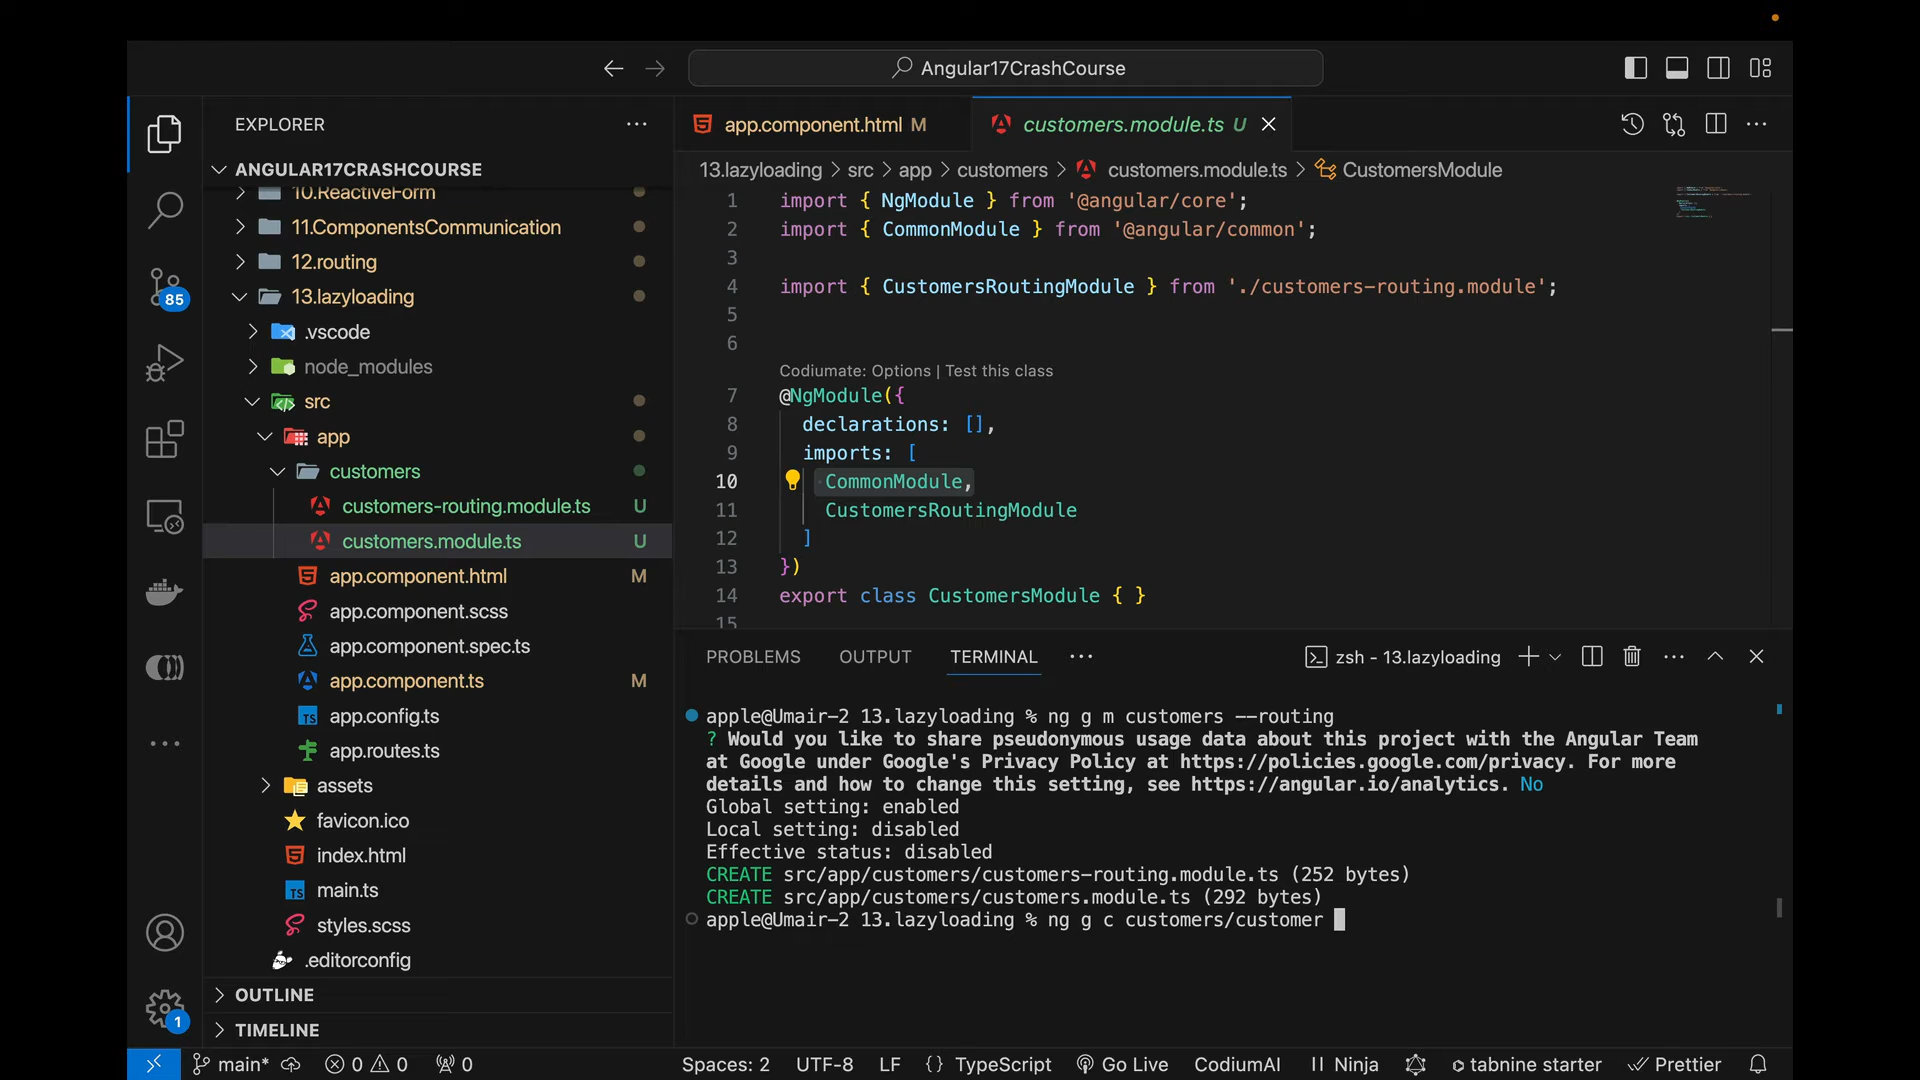 Angular17CrashCourse
EXPLORER
ANGULAR17CRASHCOURSE
10.ReactiveForm
11.ComponentsCommunication
12.routing
13.lazyloading
.vscode
node_modules
src
app
customers
customers-routing.module.ts U
customers.module.ts U
app.component.html M
app.component.scss
app.component.spec.ts
app.component.ts M
app.config.ts
app.routes.ts
assets
favicon.ico
index.html
main.ts
styles.scss
.editorconfig
OUTLINE
TIMELINE
85
1
app.component.html M
customers.module.ts U
13.lazyloading > src > app > customers > customers.module.ts > CustomersModule
1 import { NgModule } from '@angular/core';
2 import { CommonModule } from '@angular/common';
3
4 import { CustomersRoutingModule } from './customers-routing.module';
5
6
Codiumate: Options | Test this class
7 @NgModule({
8 declarations: [],
9 imports: [
10 CommonModule,
11 CustomersRoutingModule
12 ]
13 })
14 export class CustomersModule { }
15
PROBLEMS OUTPUT TERMINAL
zsh - 13.lazyloading
apple@Umair-2 13.lazyloading % ng g m customers --routing
? Would you like to share pseudonymous usage data about this project with the Angular Team
at Google under Google's Privacy Policy at https://policies.google.com/privacy. For more
details and how to change this setting, see https://angular.io/analytics. No
Global setting: enabled
Local setting: disabled
Effective status: disabled
CREATE src/app/customers/customers-routing.module.ts (252 bytes)
CREATE src/app/customers/customers.module.ts (292 bytes)
apple@Umair-2 13.lazyloading % ng g c customers/customer
main* 0 0 0 Spaces: 2 UTF-8 LF {} TypeScript Go Live CodiumAI Ninja tabnine starter Prettier